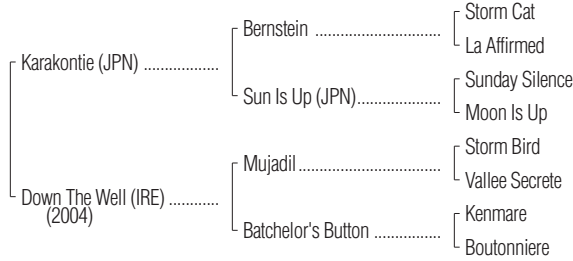 Storm Cat
Bernstein ........................
La Affirmed
Karakontie (JPN) ..................
Sunday Silence
Sun Is Up (JPN)....................
Moon Is Up
Storm Bird
Mujadil..................................
Vallee Secrete
Down The Well (IRE) ............
(2004)
Kenmare
Batchelor's Button ................
Boutonniere